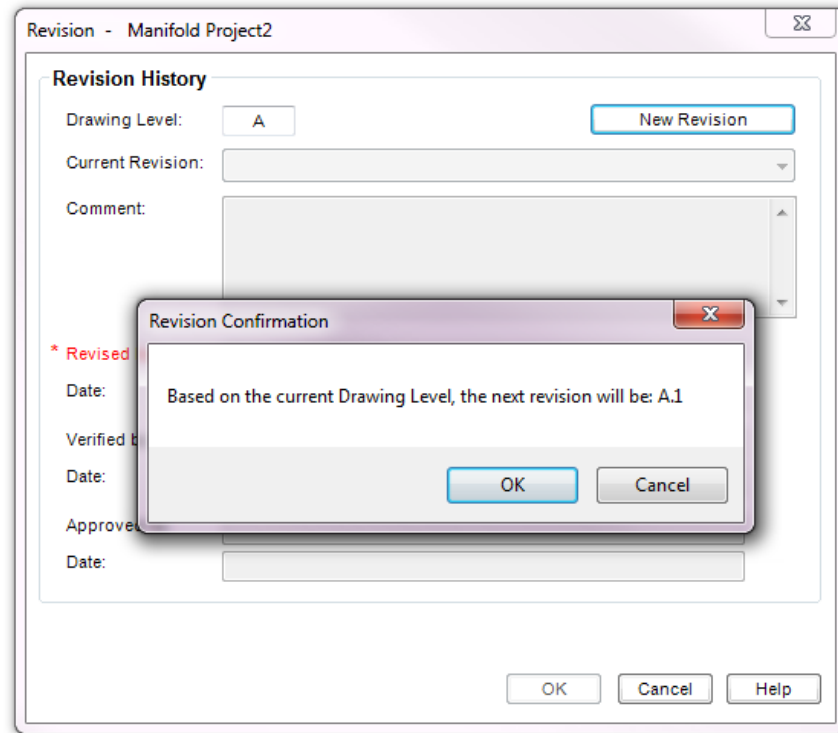 Revision - Manifold Project2
Revision History
Drawing Level: A New Revision
Current Revision:
Comment:
Revision Confirmation
* Revised
Date:
Based on the current Drawing Level, the next revision will be: A.1
Verified
Date:
OK Cancel
Approved
Date:
OK Cancel Help